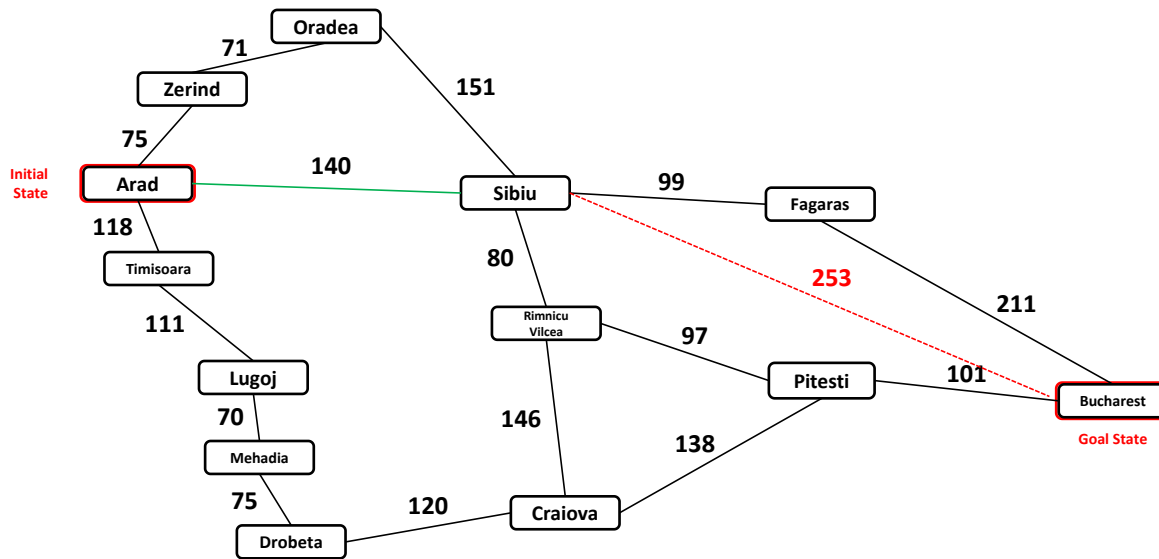 Oradea
71
Zerind
151
75
Initial
State
Arad
140
Sibiu
99
Fagaras
118
Timisoara
80
253
111
211
Rimnicu
Vilcea
97
Lugoj
Pitesti
101
Bucharest
70
146
138
Goal State
Mehadia
75
120
Craiova
Drobeta